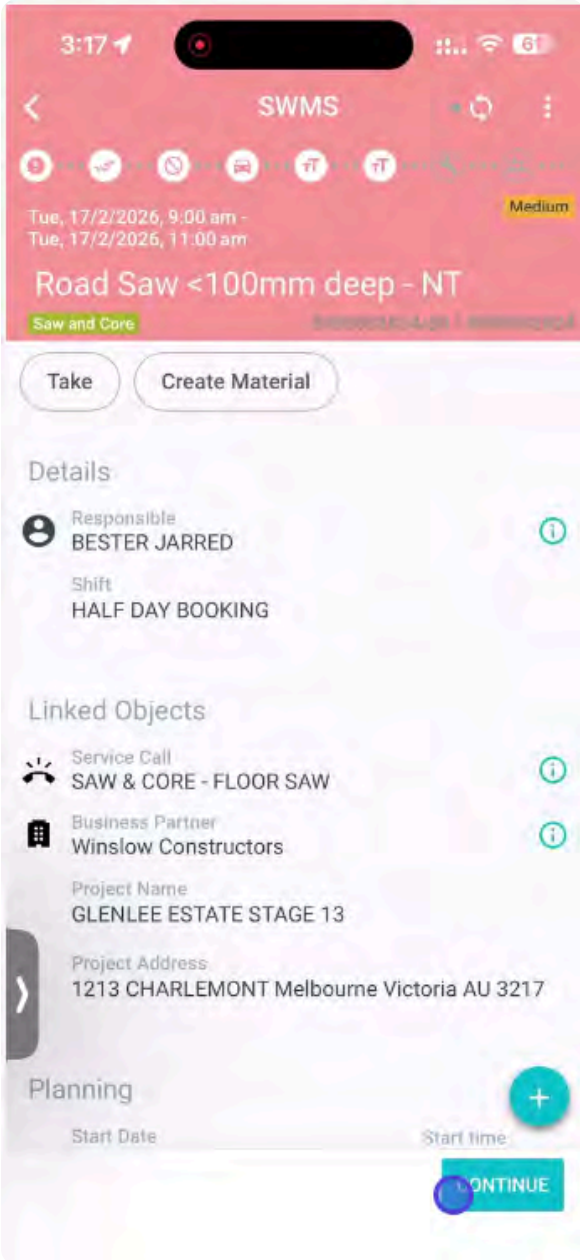 3:17
61
SWMS
Tue, 17/2/2026, 9:00 am -
Tue, 17/2/2026, 11:00 am
Medium
Road Saw <100mm deep - NT
Saw and Core
Take
Create Material
Details
Responsible
BESTER JARRED
Shift
HALF DAY BOOKING
Linked Objects
Service Call
SAW & CORE - FLOOR SAW
Business Partner
Winslow Constructors
Project Name
GLENLEE ESTATE STAGE 13
Project Address
1213 CHARLEMONT Melbourne Victoria AU 3217
Planning
Start Date
Start time
CONTINUE